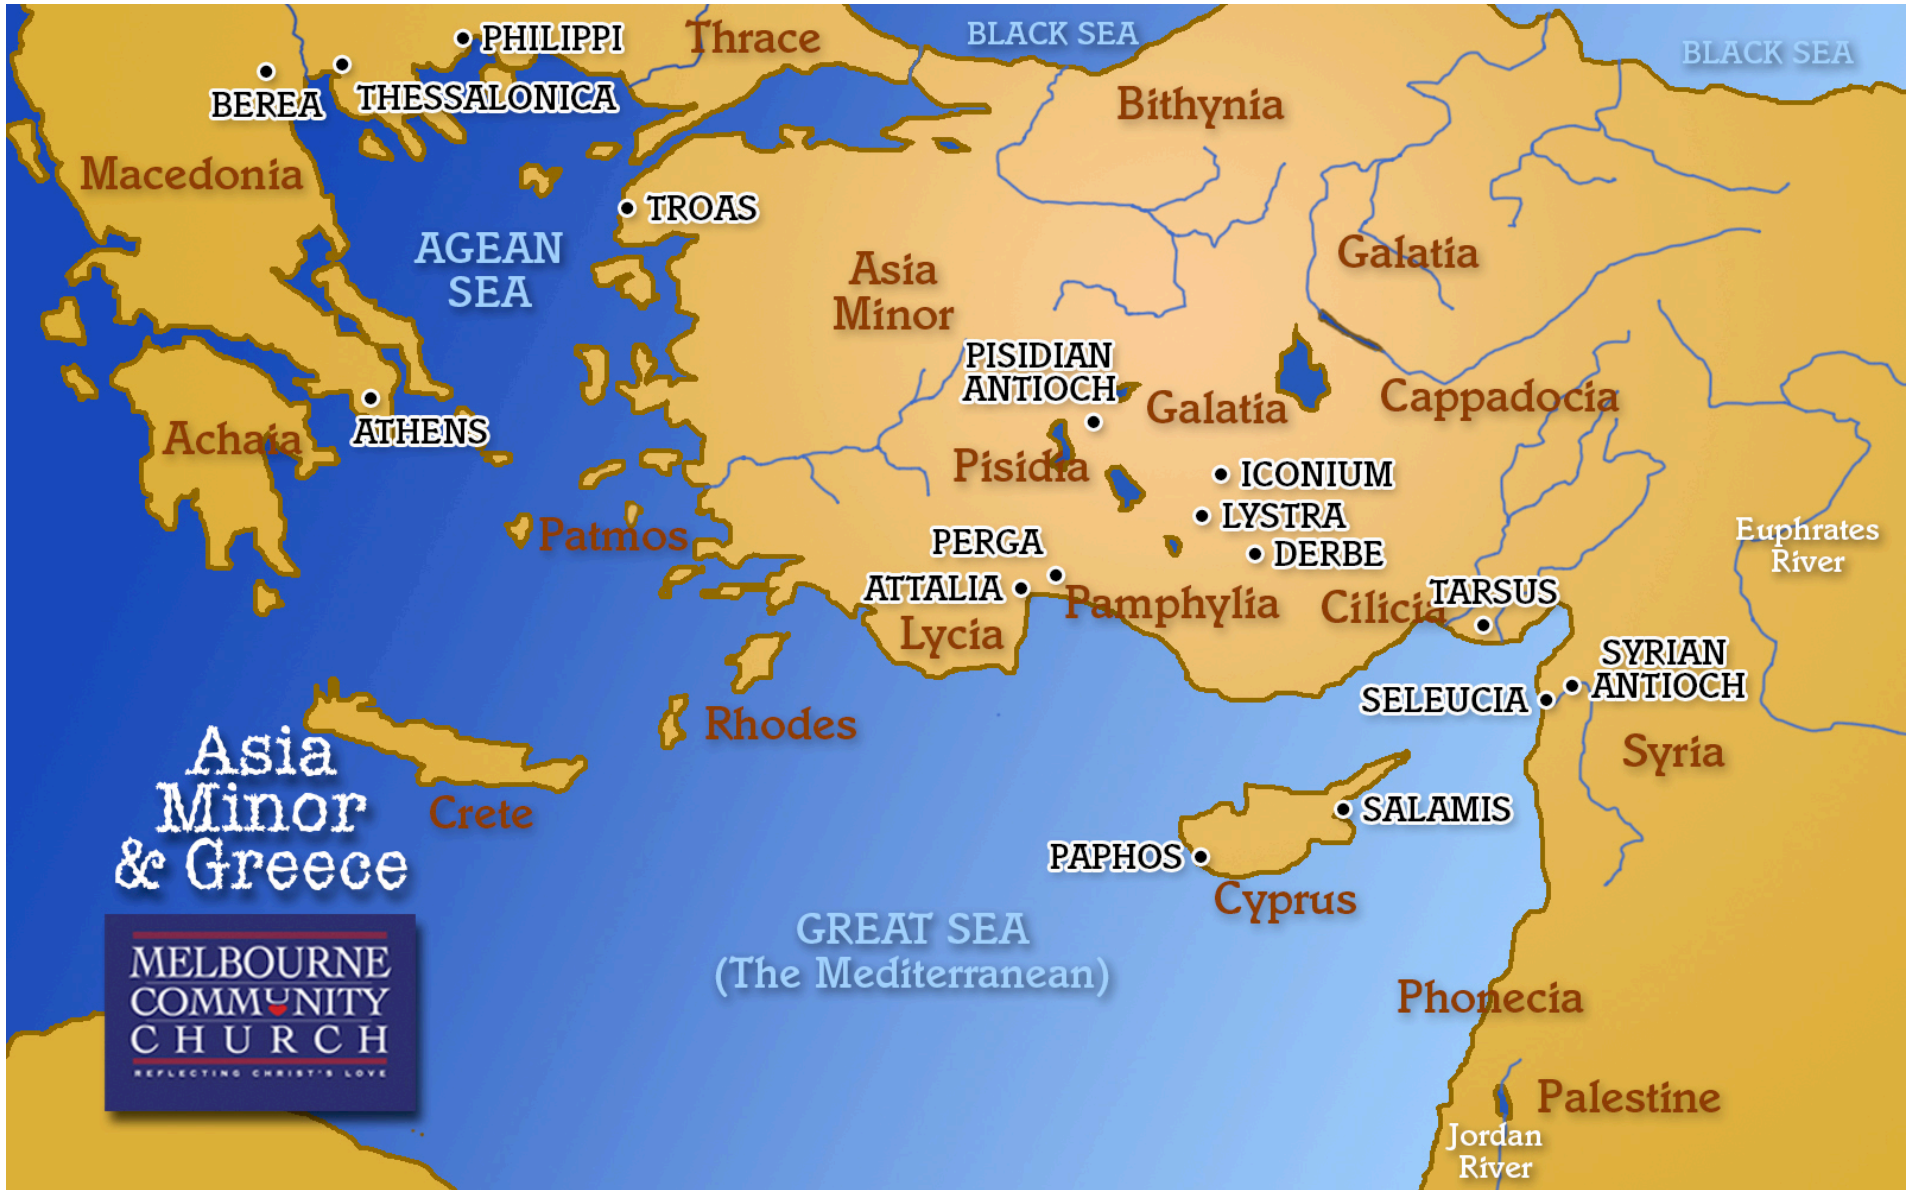 BLACK SEA
BLACK SEA
Thrace
PHILIPPI
THESSALONICA
BEREA
Bithynia
Macedonia
TROAS
AGEAN
SEA
Asia
Minor
Galatia
PISIDIAN
ANTIOCH
Galatia
Cappadocia
Achaia
ATHENS
Pisidia
ICONIUM
LYSTRA
DERBE
Patmos
PERGA
ATTALIA
Pamphylia
Cilicia
TARSUS
Euphrates
River
Lycia
SYRIAN
ANTIOCH
SELEUCIA
Rhodes
Syria
Crete
SALAMIS
PAPHOS
Cyprus
Asia
Minor
& Greece
GREAT SEA
(The Mediterranean)
MELBOURNE
COMMUNITY
CHURCH
REFLECTING CHRIST'S LOVE
Phonecia
Palestine
Jordan
River